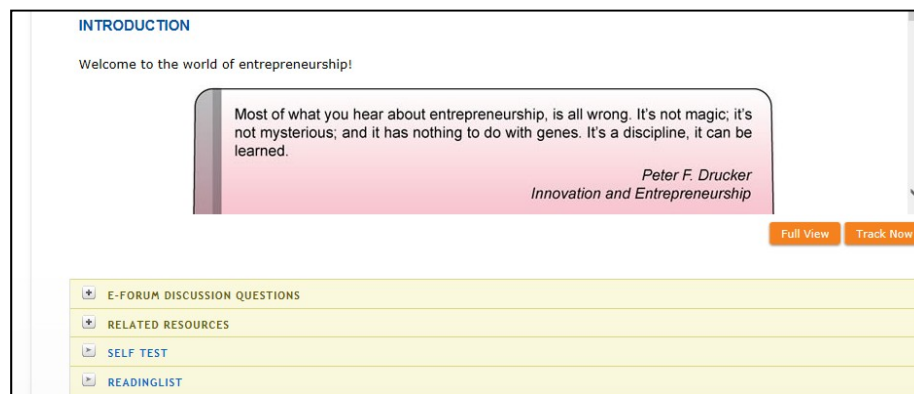 INTRODUCTION
Welcome to the world of entrepreneurship!
Most of what you hear about entrepreneurship, is all wrong. It's not magic; it's
not mysterious; and it has nothing to do with genes. It's a discipline, it can be
learned.
Peter F. Drucker
Innovation and Entrepreneurship
Full View
Track Now
E-FORUM DISCUSSION QUESTIONS
RELATED RESOURCES
SELF TEST
READINGLIST